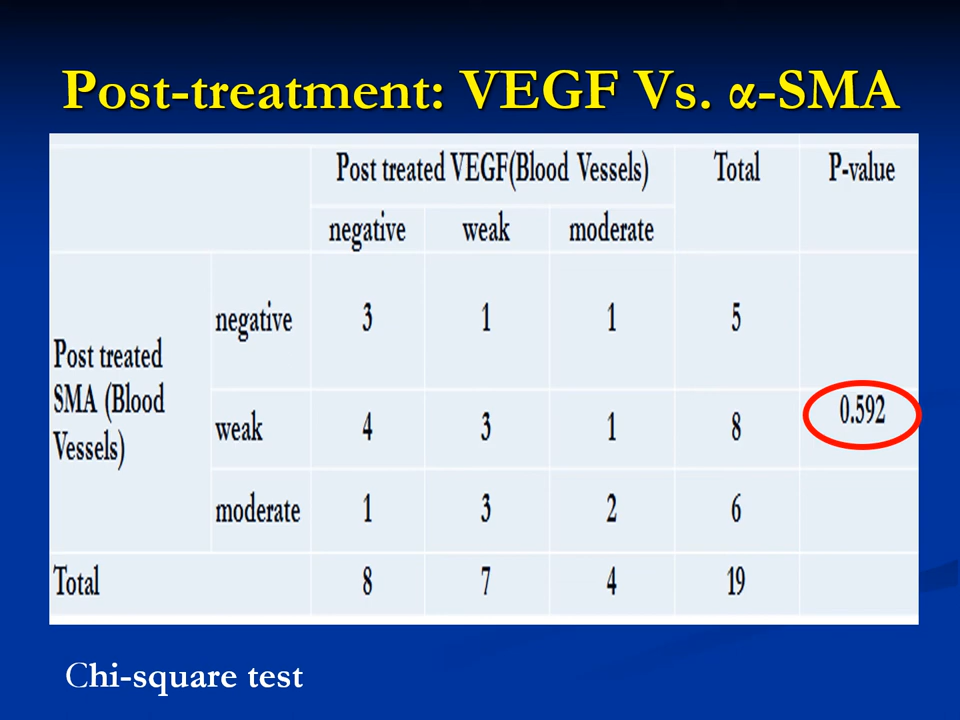 Post-treatment: VEGF Vs. α-SMA
Post treated VEGF(Blood Vessels) Total P-value
negative weak moderate
Post treated SMA (Blood Vessels)
negative 3 1 1 5
weak 4 3 1 8 0.592
moderate 1 3 2 6
Total 8 7 4 19
Chi-square test